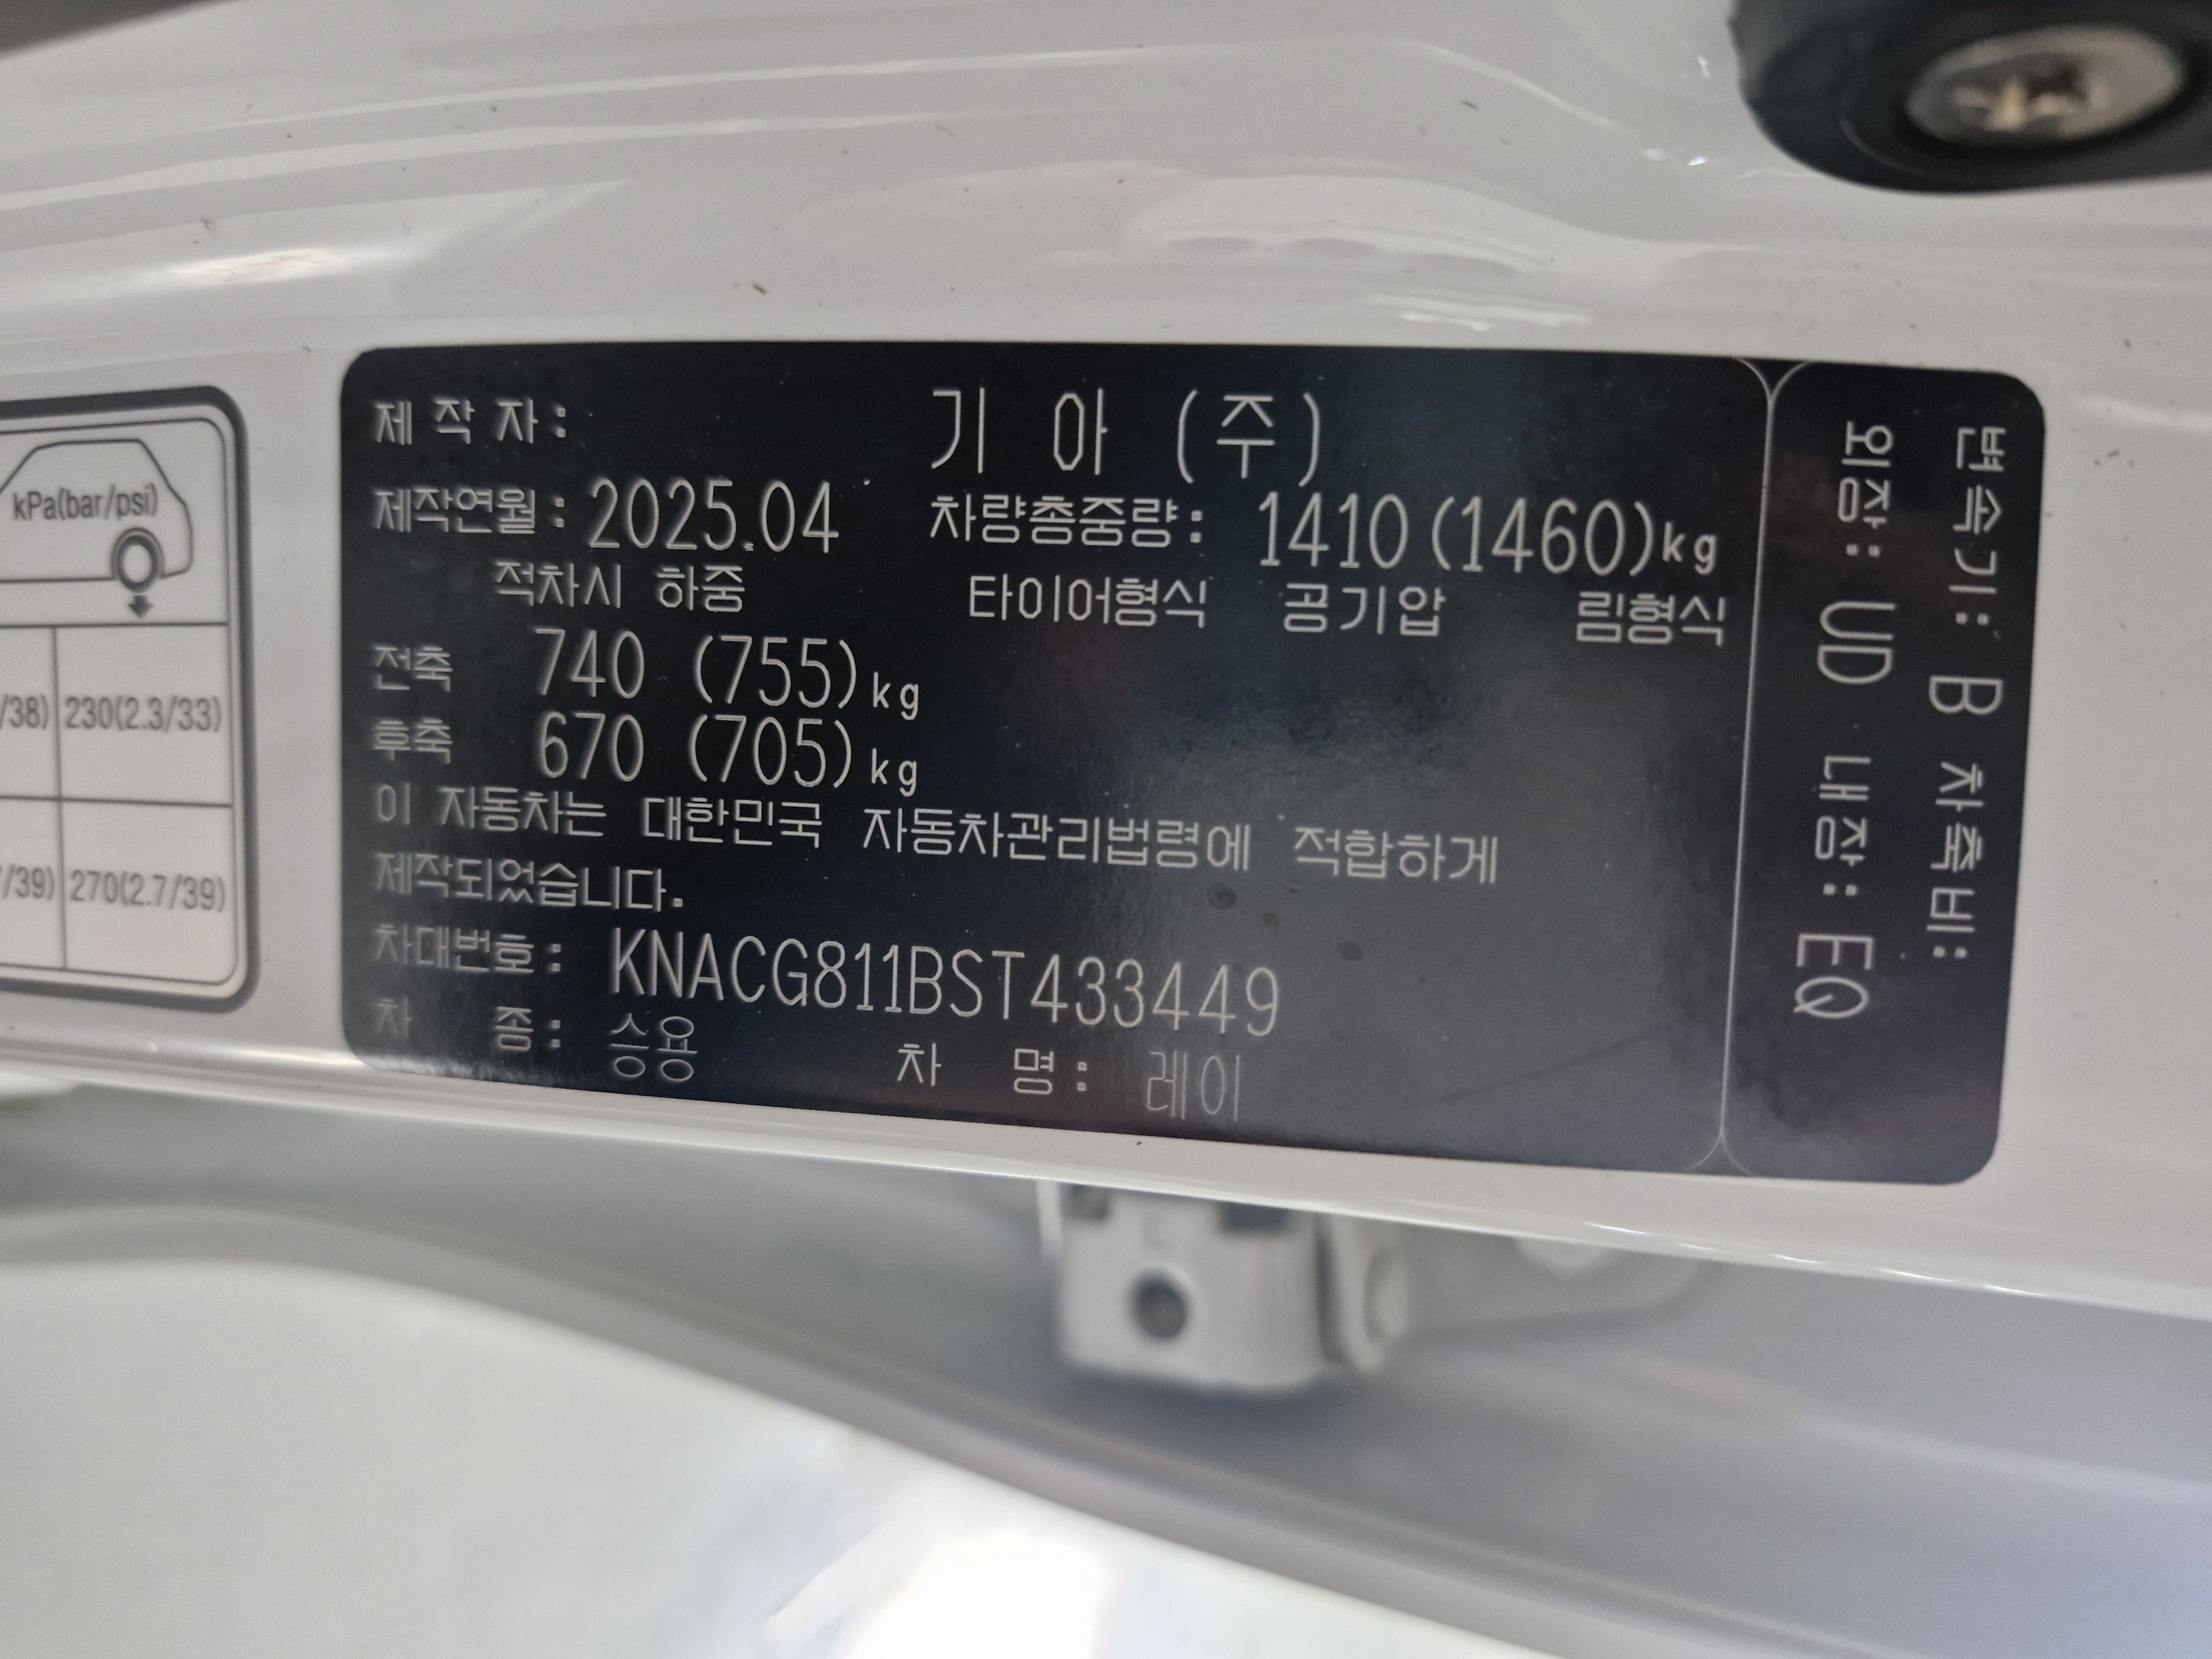 kPa(bar/psi)
/38) 230(2.3/33)
/39) 270(2.7/39)
제작자: 기아(주)
제작연월: 2025.04 차량총중량: 1410(1460)kg
적차시 하중 타이어형식 공기압 림형식
전축 740 (755)kg
후축 670 (705)kg
이 자동차는 대한민국 자동차관리법령에 적합하게
제작되었습니다.
차대번호: KNACG811BST433449
차 종: 승용 차 명: 레이
변속기: B 차축비:
외장: UD 내장: EQ